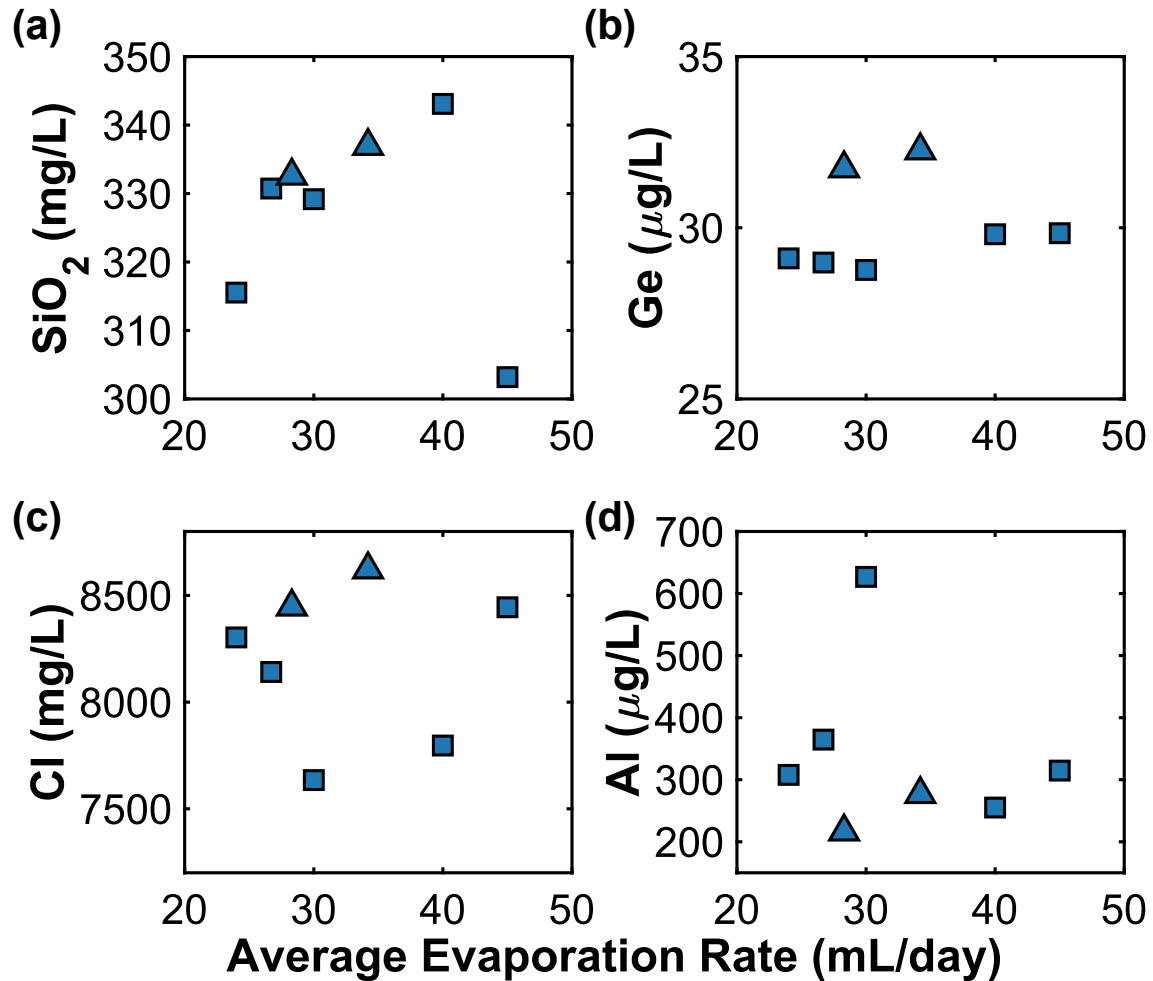 (a)
SiO2 (mg/L)
350
340
330
320
310
300
20 30 40 50
(b)
Ge (μg/L)
35
30
25
20 30 40 50
(c)
Cl (mg/L)
8500
8000
7500
20 30 40 50
(d)
Al (μg/L)
700
600
500
400
300
200
20 30 40 50
Average Evaporation Rate (mL/day)